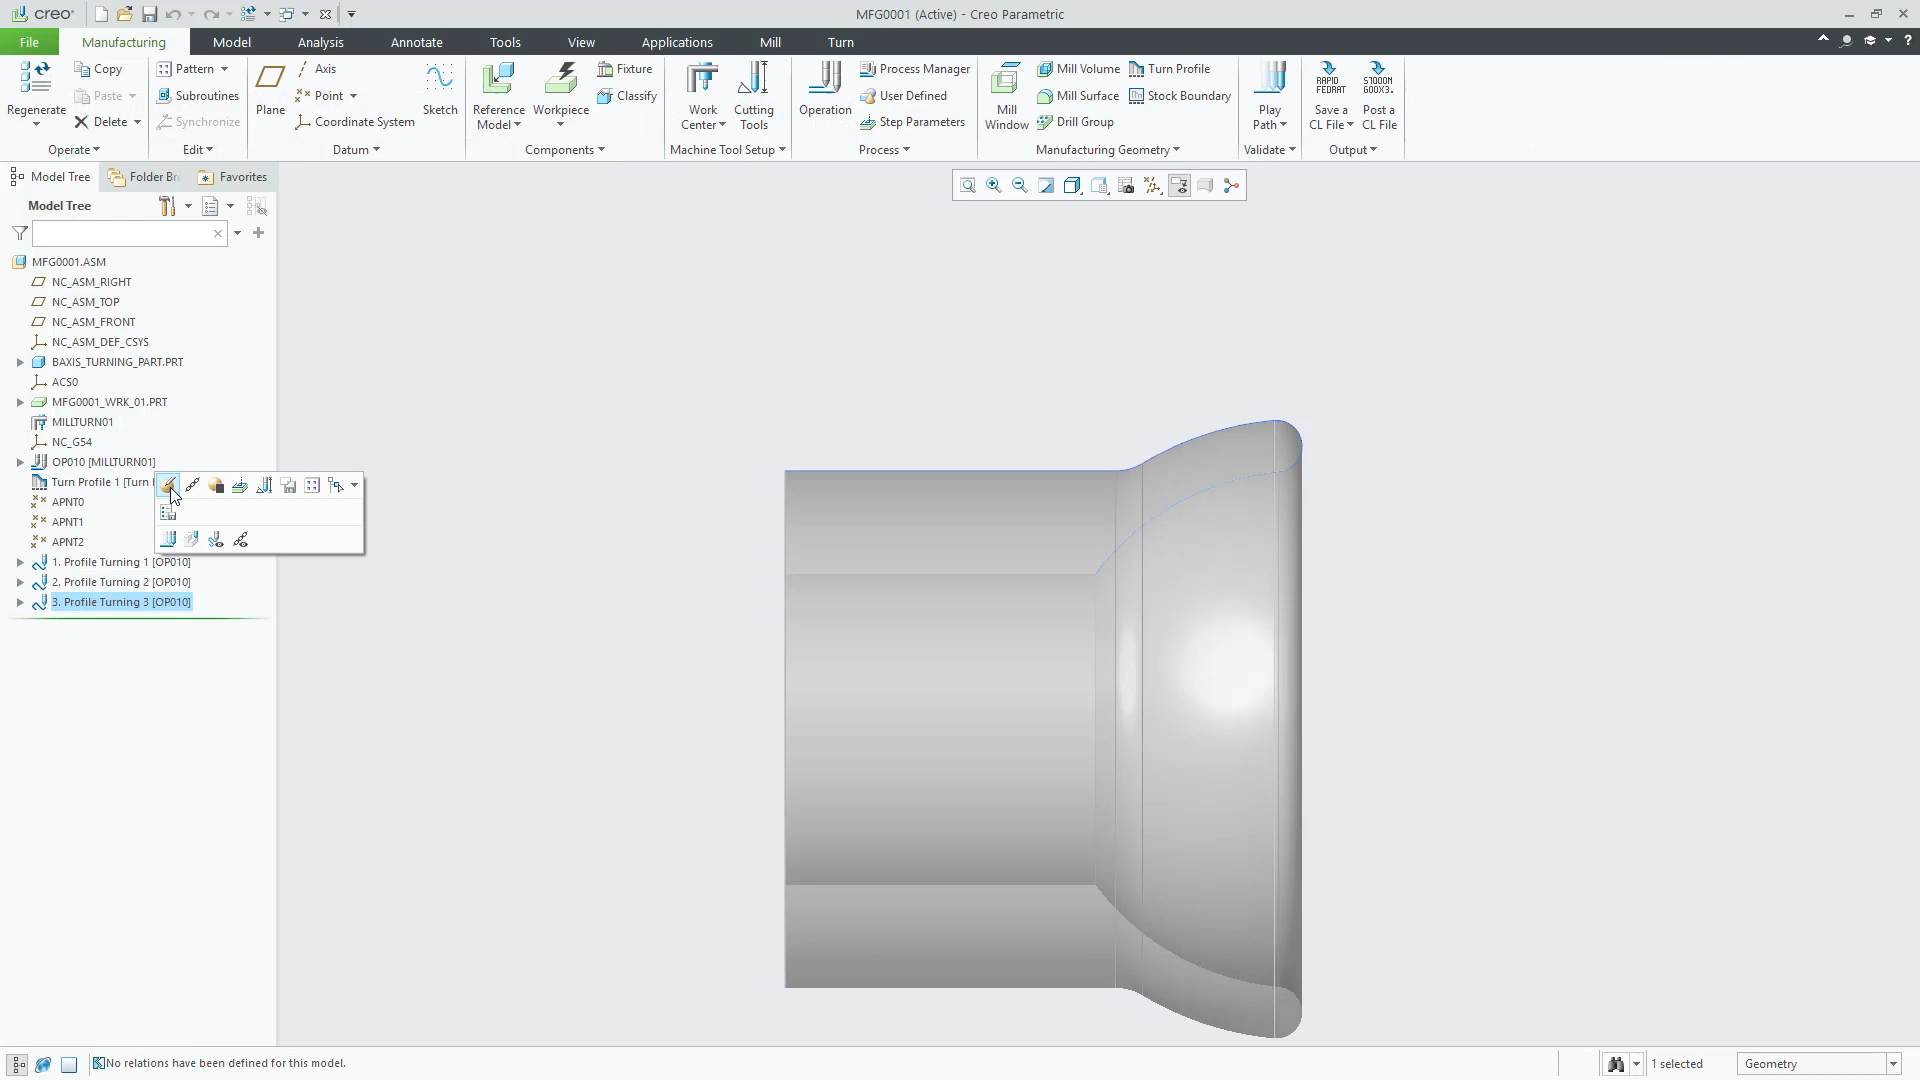 creo
MFG0001 (Active) - Creo Parametric
File Manufacturing Model Analysis Annotate Tools View Applications Mill Turn
Regenerate
Copy
Paste
Delete
Operate
Pattern
Subroutines
Synchronize
Edit
Plane
Axis
Point
Coordinate System
Sketch
Datum
Reference Model
Workpiece
Fixture
Classify
Components
Work Center
Cutting Tools
Machine Tool Setup
Operation
Process Manager
User Defined
Step Parameters
Process
Mill Window
Mill Volume
Mill Surface
Drill Group
Turn Profile
Stock Boundary
Manufacturing Geometry
Play Path
Validate
RAPID
FEDRAT
Save a CL File
Post a CL File
Output
Model Tree Folder Br Favorites
Model Tree
MFG0001.ASM
NC_ASM_RIGHT
NC_ASM_TOP
NC_ASM_FRONT
NC_ASM_DEF_CSYS
BAXIS_TURNING_PART.PRT
ACS0
MFG0001_WRK_01.PRT
MILLTURN01
NC_G54
OP010 [MILLTURN01]
Turn Profile 1 [Turn
APNT0
APNT1
APNT2
1. Profile Turning 1 [OP010]
2. Profile Turning 2 [OP010]
3. Profile Turning 3 [OP010]
No relations have been defined for this model.
1 selected
Geometry